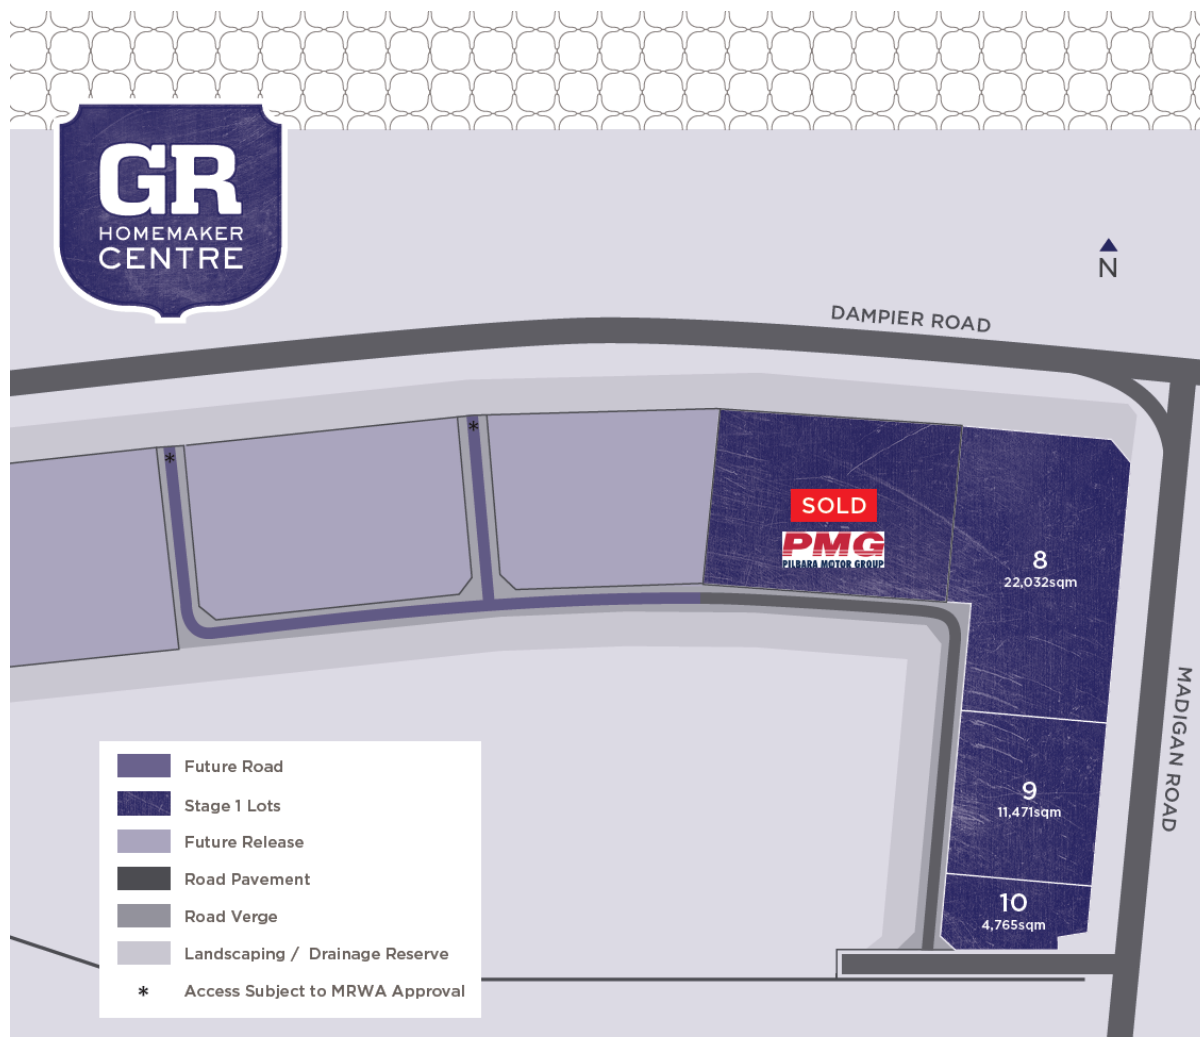 GR
HOMEMAKER
CENTRE
N
DAMPIER ROAD
*
*
SOLD
PMG
PILBARA MOTOR GROUP
8
22,032sqm
MADIGAN ROAD
9
11,471sqm
10
4,765sqm
Future Road
Stage 1 Lots
Future Release
Road Pavement
Road Verge
Landscaping / Drainage Reserve
* Access Subject to MRWA Approval